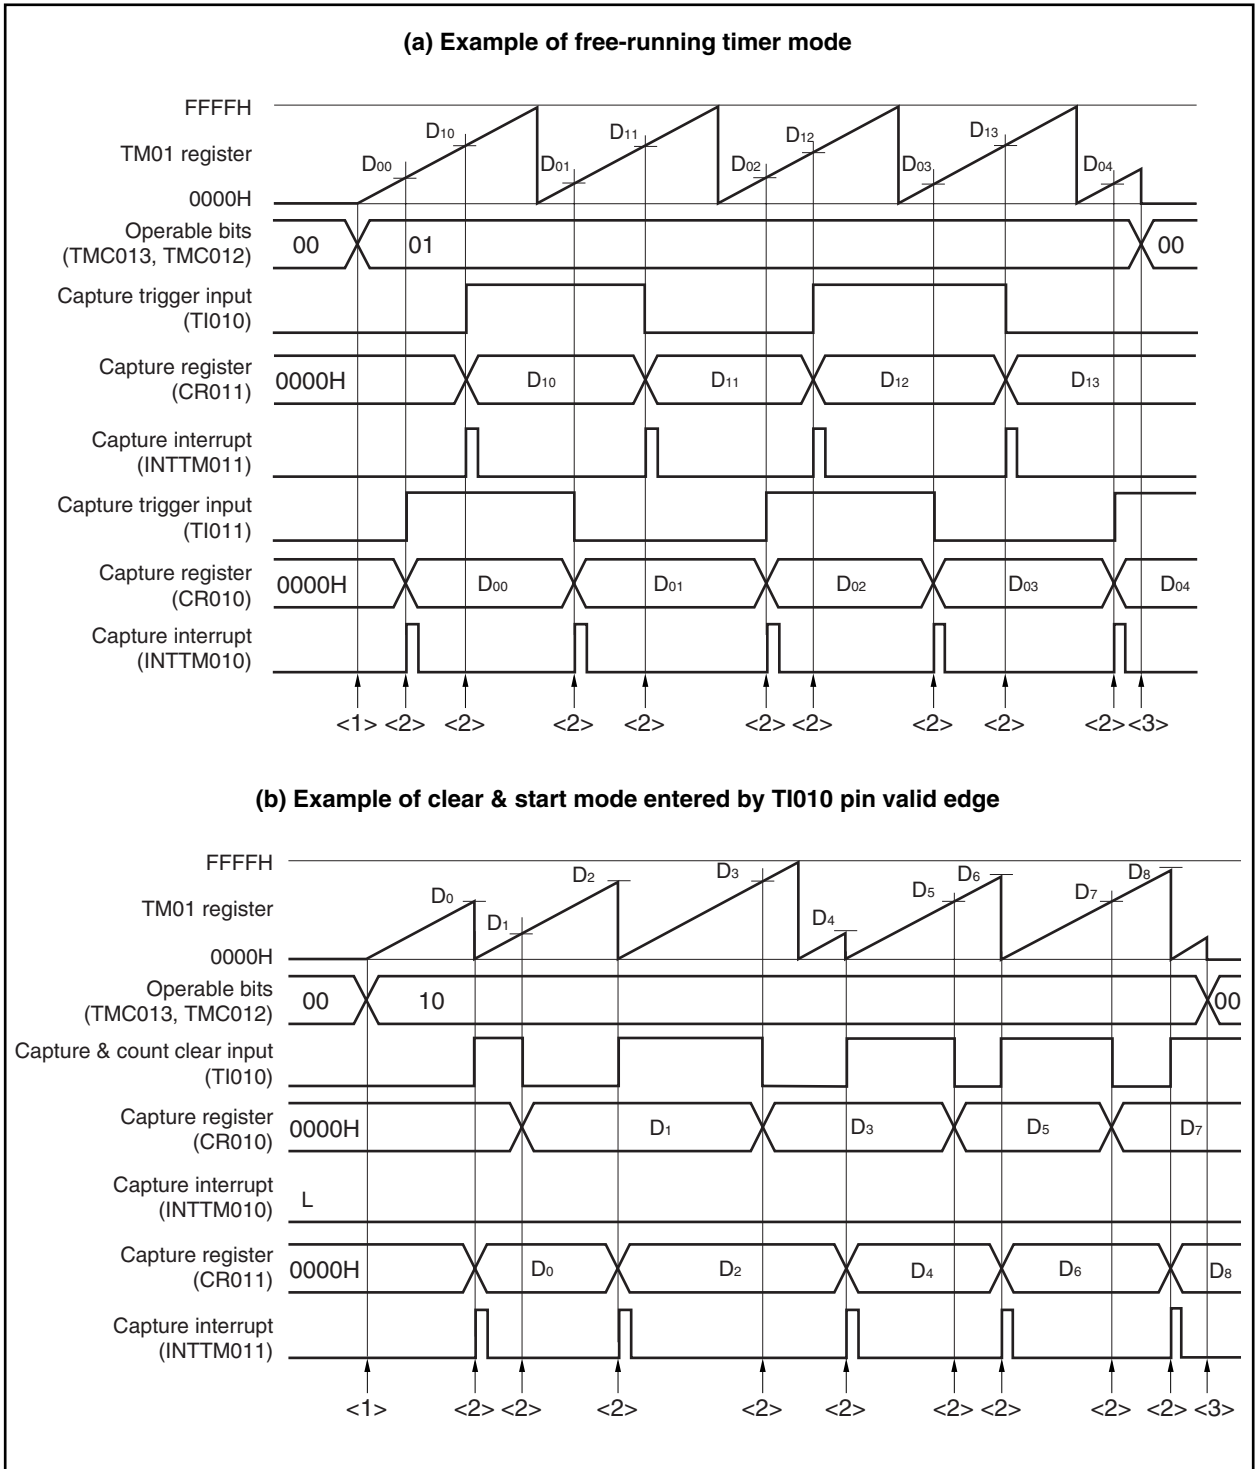 (a) Example of free-running timer mode
FFFFH
TM01 register
0000H
D00 D10 D01 D11 D02 D12 D03 D13 D04
Operable bits
(TMC013, TMC012)
00 01 00
Capture trigger input
(TI010)
Capture register
(CR011)
0000H D10 D11 D12 D13
Capture interrupt
(INTTM011)
Capture trigger input
(TI011)
Capture register
(CR010)
0000H D00 D01 D02 D03 D04
Capture interrupt
(INTTM010)
<1> <2> <2> <2> <2> <2> <2> <2> <2> <2> <3>
(b) Example of clear & start mode entered by TI010 pin valid edge
FFFFH
TM01 register
0000H
D0 D1 D2 D3 D4 D5 D6 D7 D8
Operable bits
(TMC013, TMC012)
00 10 00
Capture & count clear input
(TI010)
Capture register
(CR010)
0000H D1 D3 D5 D7
Capture interrupt
(INTTM010)
L
Capture register
(CR011)
0000H D0 D2 D4 D6 D8
Capture interrupt
(INTTM011)
<1> <2> <2> <2> <2> <2> <2> <2> <2> <2> <3>